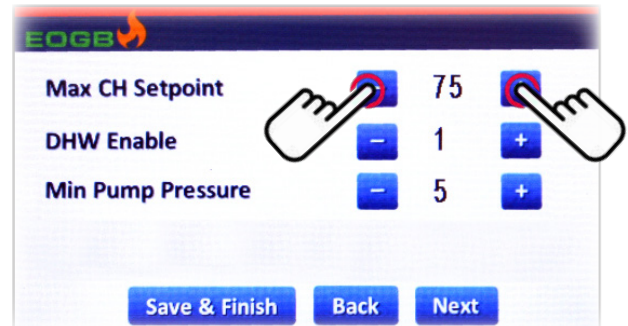 EOGB
Max CH Setpoint 75
DHW Enable - 1 +
Min Pump Pressure - 5 +
Save & Finish Back Next